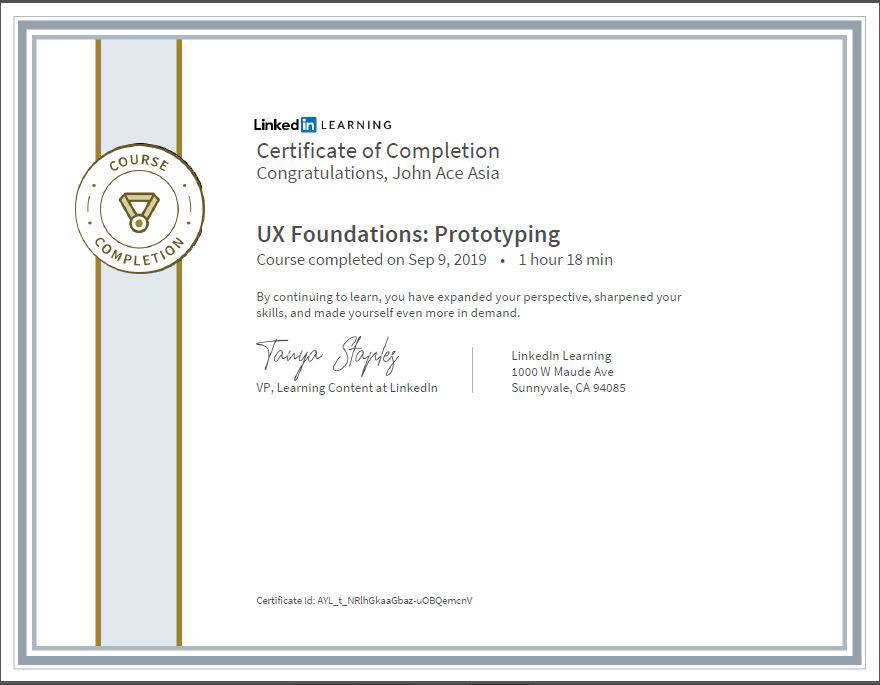 COURSE
COMPLETION
Linked in LEARNING
Certificate of Completion
Congratulations, John Ace Asia
UX Foundations: Prototyping
Course completed on Sep 9, 2019 • 1 hour 18 min
By continuing to learn, you have expanded your perspective, sharpened your
skills, and made yourself even more in demand.
Tanya Staples
VP, Learning Content at LinkedIn
LinkedIn Learning
1000 W Maude Ave
Sunnyvale, CA 94085
Certificate Id: AYL_t_NRlhGkaaGbaz-uOBQemcnV